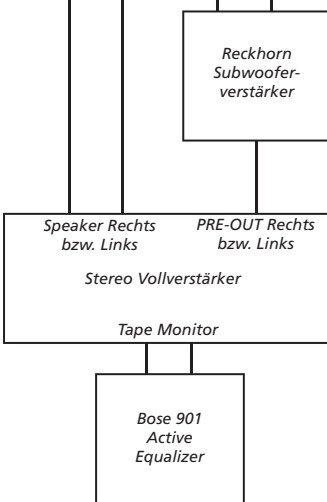 Reckhorn
Subwoofer-
verstärker
Speaker Rechts
bzw. Links
PRE-OUT Rechts
bzw. Links
Stereo Vollverstärker
Tape Monitor
Bose 901
Active
Equalizer